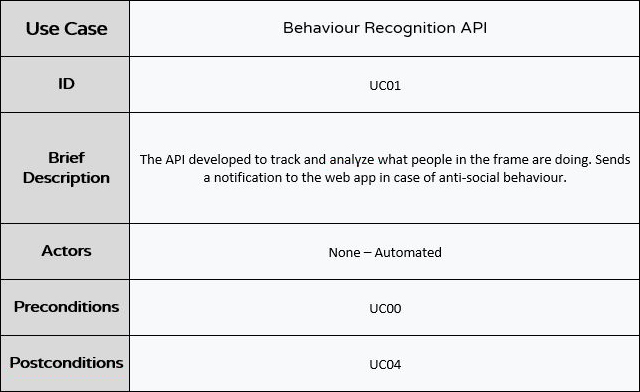 Use Case
Behaviour Recognition API
ID
UC01
Brief
Description
The API developed to track and analyze what people in the frame are doing. Sends
a notification to the web app in case of anti-social behaviour.
Actors
None – Automated
Preconditions
UC00
Postconditions
UC04